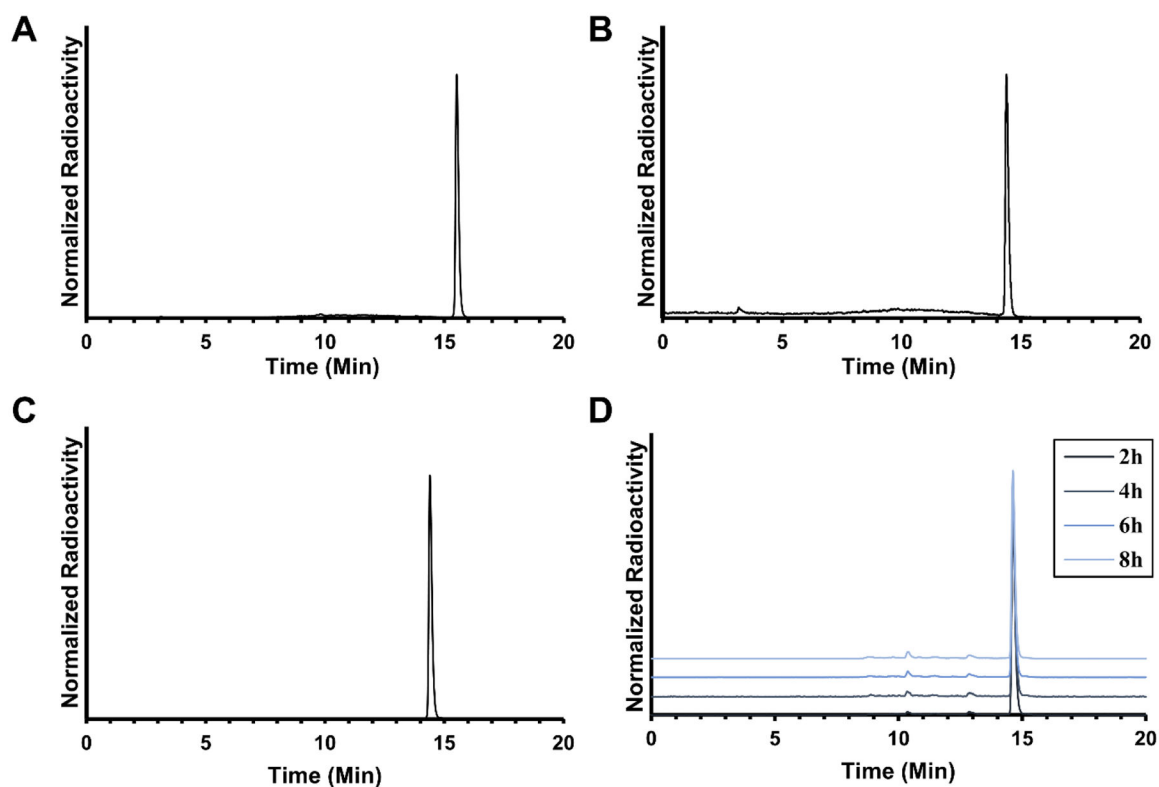 A
Normalized Radioactivity
0 5 10 15 20
Time (Min)
B
Normalized Radioactivity
0 5 10 15 20
Time (Min)
C
Normalized Radioactivity
0 5 10 15 20
Time (Min)
D
Normalized Radioactivity
2h
4h
6h
8h
0 5 10 15 20
Time (Min)